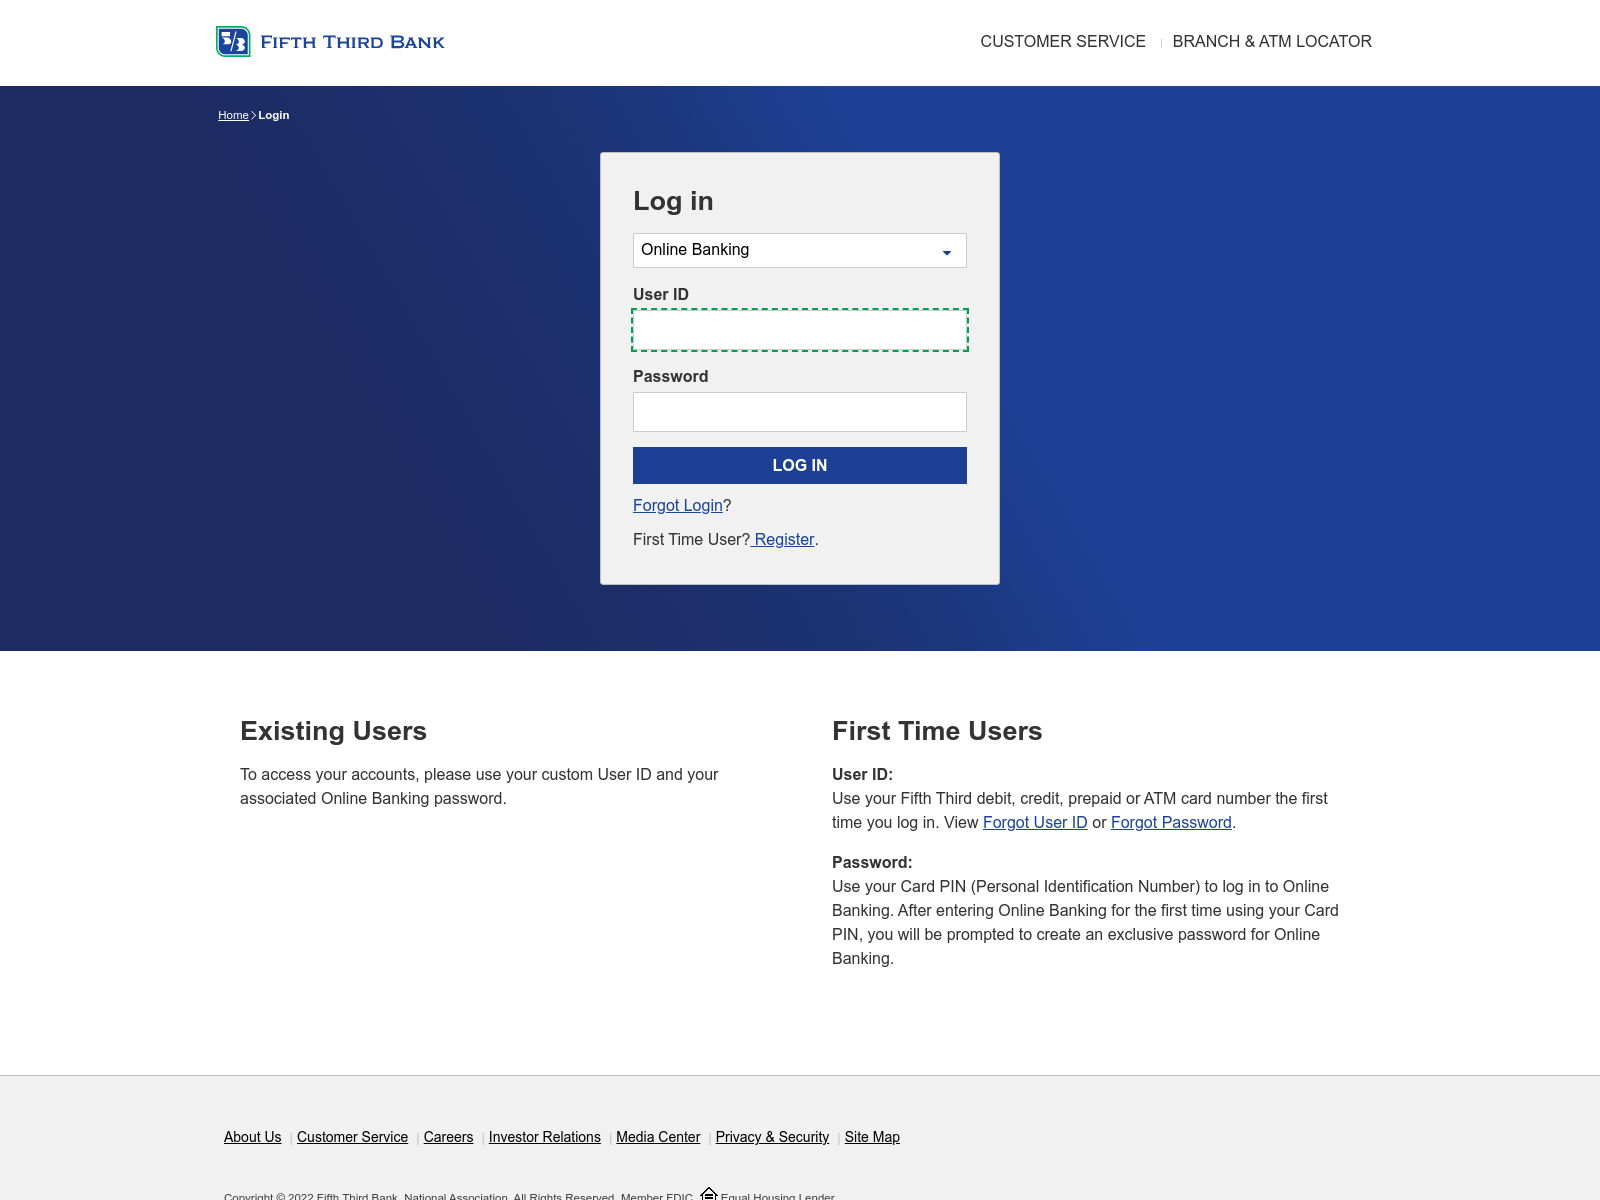 FIFTH THIRD BANK
CUSTOMER SERVICE
BRANCH & ATM LOCATOR
Home > Login
Log in
Online Banking
User ID
Password
LOG IN
Forgot Login?
First Time User? Register.
Existing Users
To access your accounts, please use your custom User ID and your
associated Online Banking password.
First Time Users
User ID:
Use your Fifth Third debit, credit, prepaid or ATM card number the first
time you log in. View Forgot User ID or Forgot Password.
Password:
Use your Card PIN (Personal Identification Number) to log in to Online
Banking. After entering Online Banking for the first time using your Card
PIN, you will be prompted to create an exclusive password for Online
Banking.
About Us | Customer Service | Careers | Investor Relations | Media Center | Privacy & Security | Site Map
Copyright © 2022 Fifth Third Bank, National Association. All Rights Reserved. Member FDIC. Equal Housing Lender.